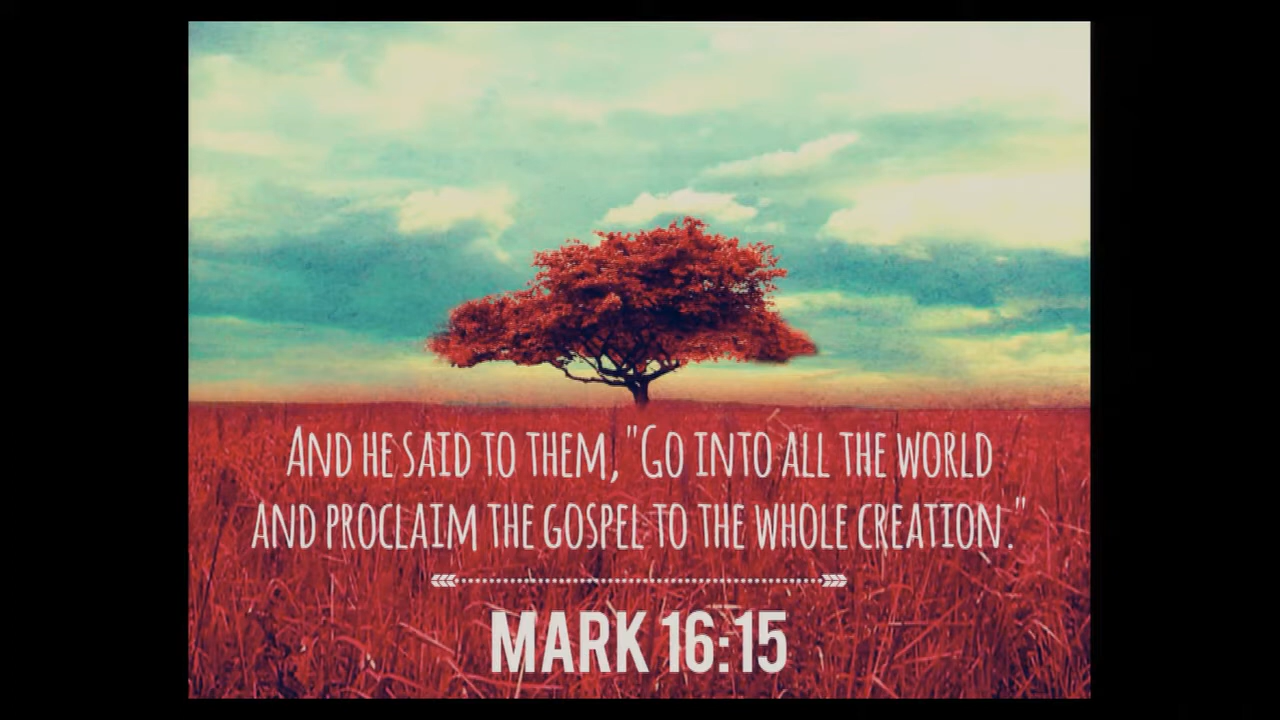 And he said to them, "Go into all the world
and proclaim the gospel to the whole creation."
MARK 16:15